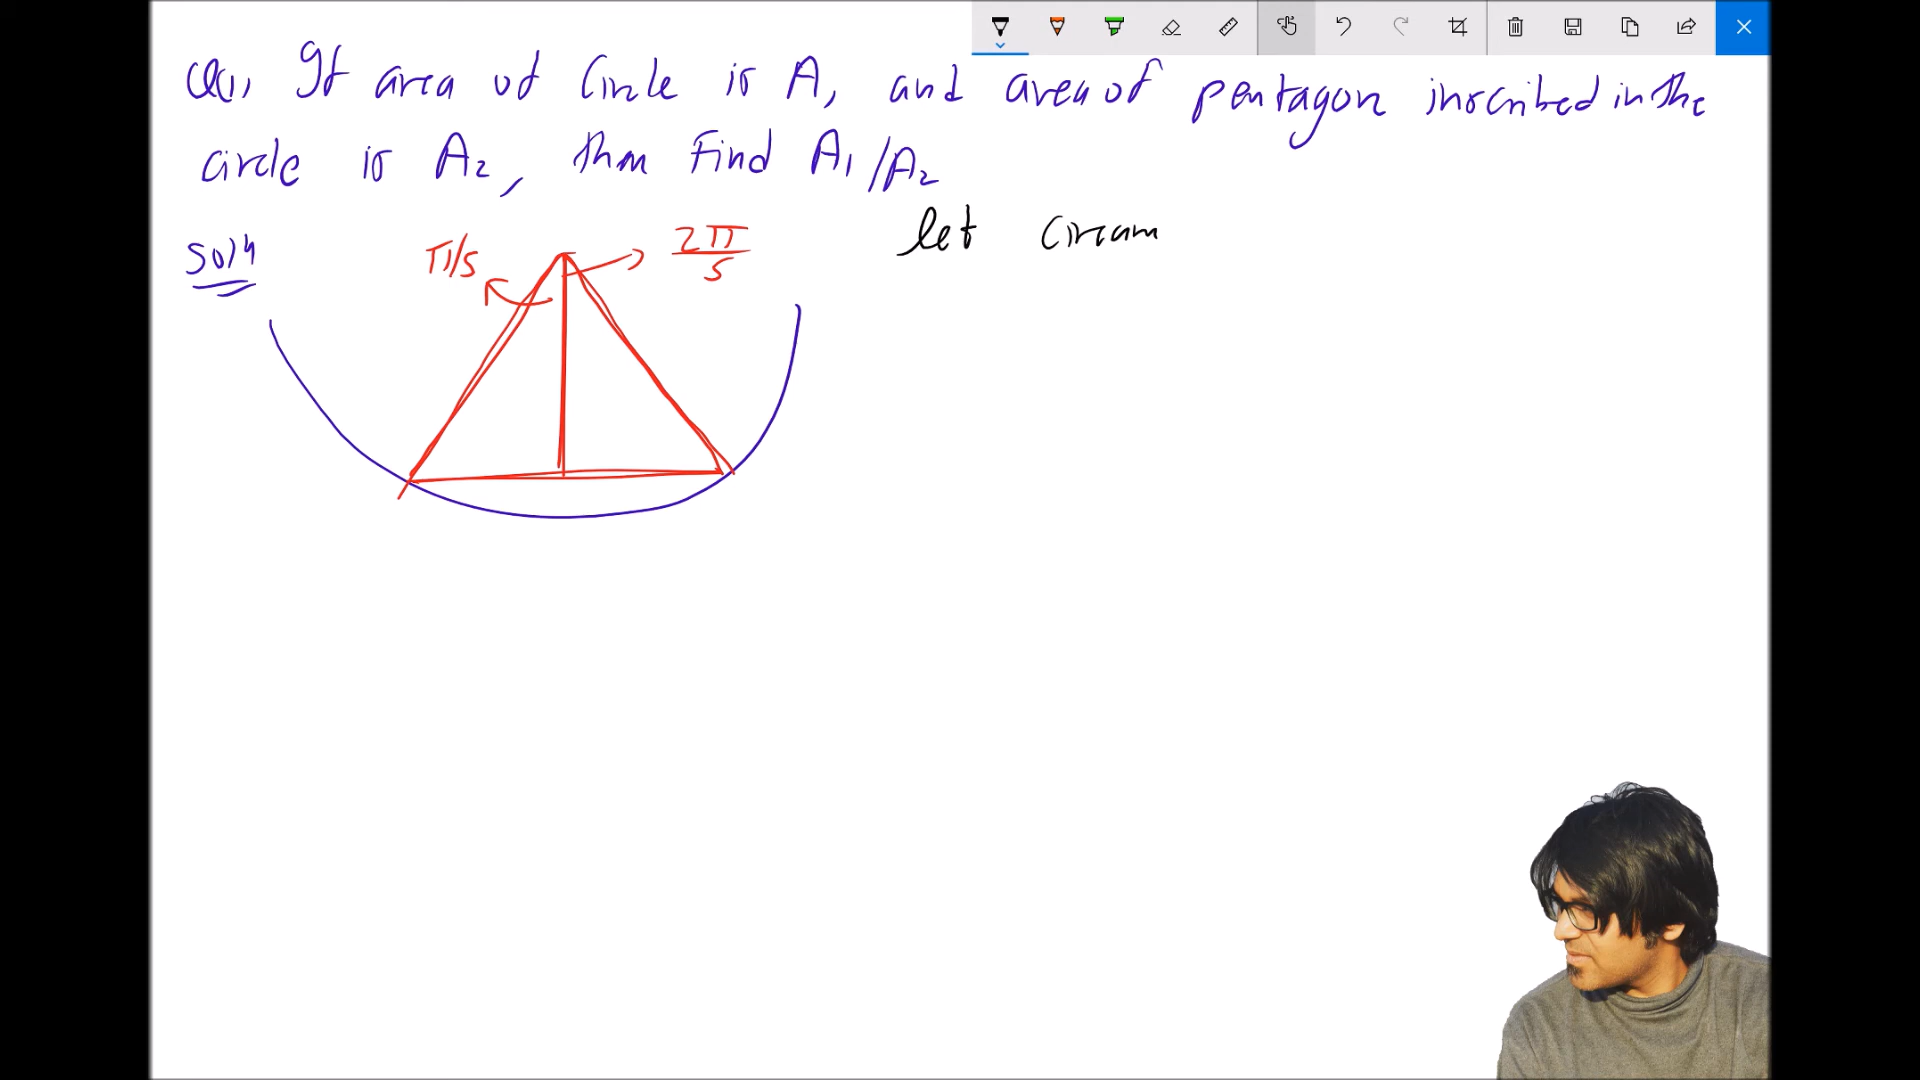 Q1, If area of Circle is A1 and area of pentagon inscribed in the
circle is A2, then Find A1/A2
Soln
π/5
2π
5
let Circum